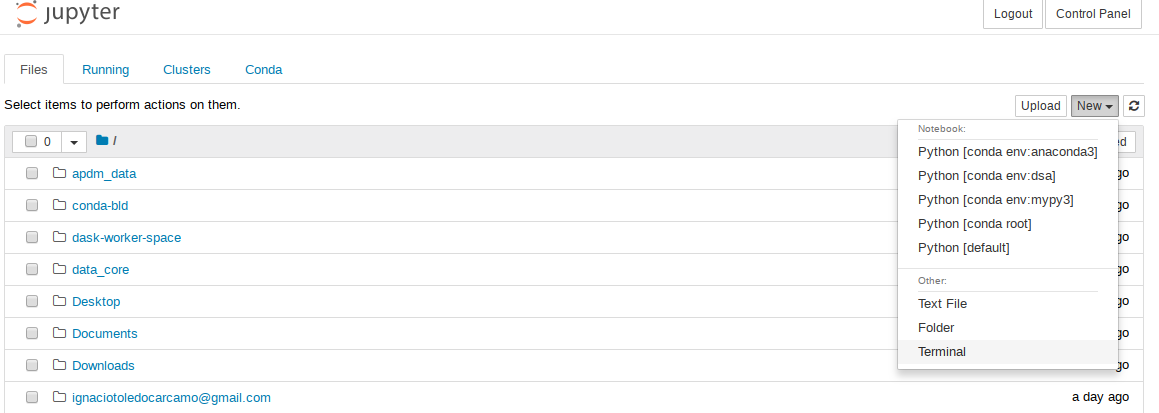 jupyter
Logout
Control Panel
Files
Running
Clusters
Conda
Select items to perform actions on them.
Upload
New
0
/
Notebook:
Python [conda env:anaconda3]
Python [conda env:dsa]
Python [conda env:mypy3]
Python [conda root]
Python [default]
Other:
Text File
Folder
Terminal
ed
apdm_data
go
conda-bld
go
dask-worker-space
go
data_core
go
Desktop
go
Documents
go
Downloads
go
ignaciotoledocarcamo@gmail.com
a day ago